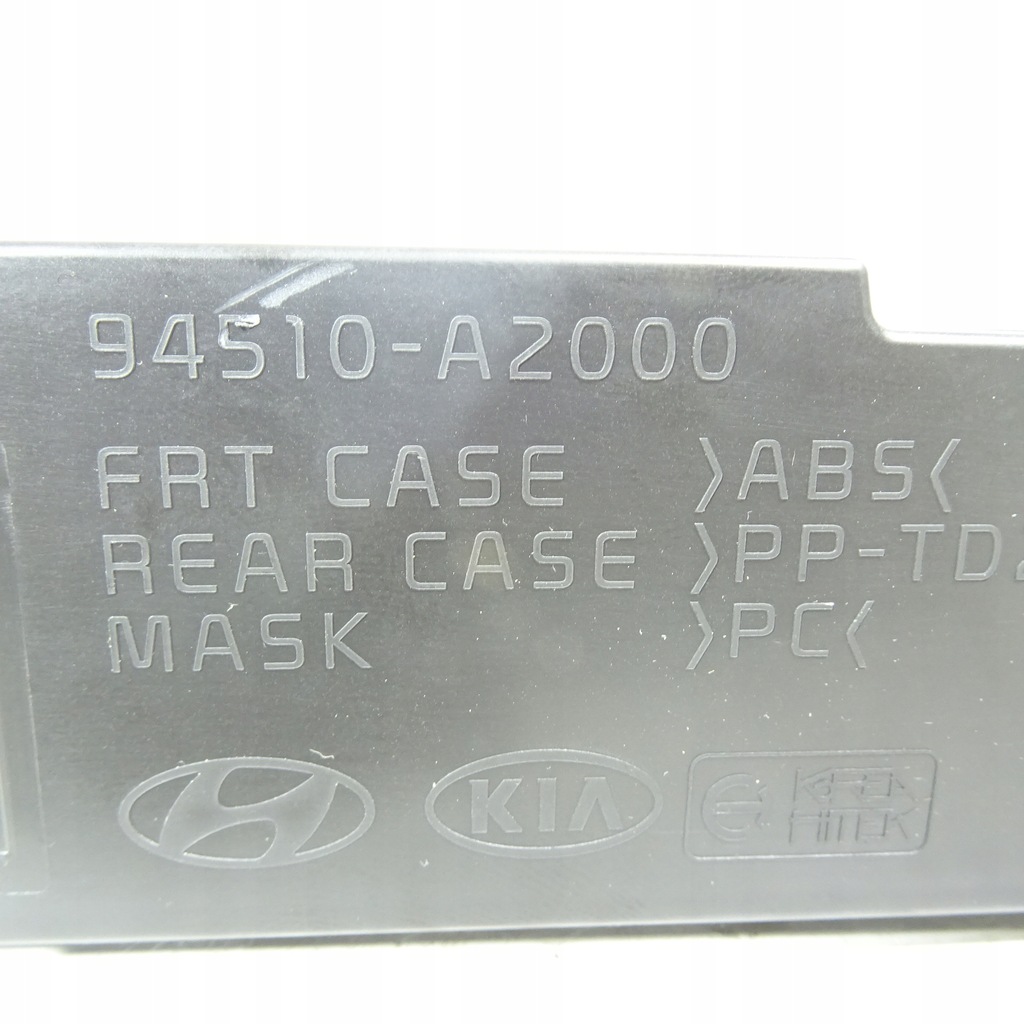 94510-A2000
FRT CASE >ABS<
REAR CASE >PP-TD
MASK >PC<
KIA